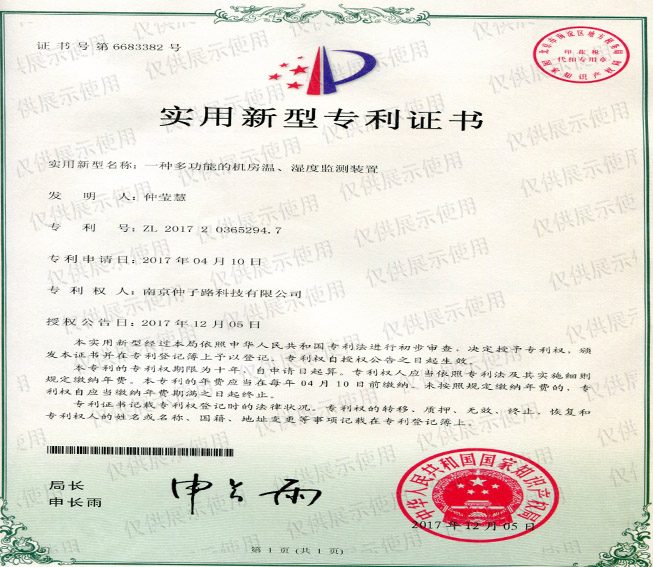 证书号第6683382号
实用新型专利证书
实用新型名称：一种多功能的机房温、湿度监测装置
发明人：仲莹慧
专利号：ZL 2017 2 0365294.7
专利申请日：2017年04月10日
专利权人：南京仲子路科技有限公司
授权公告日：2017年12月05日
本实用新型经过本局依照中华人民共和国专利法进行初步审查，决定授予专利权，颁
发本证书并在专利登记簿上予以登记。专利权自授权公告之日起生效。
本专利的专利权期限为十年，自申请日起算。专利权人应当依照专利法及其实施细则
规定缴纳年费。本专利的年费应当在每年04月10日前缴纳。未按照规定缴纳年费的，专
利权自应当缴纳年费期满之日起终止。
专利证书记载专利权登记时的法律状况。专利权的转移、质押、无效、终止、恢复和
专利权人的姓名或名称、国籍、地址变更等事项记载在专利登记簿上。
局长
申长雨
申长雨
中华人民共和国国家知识产权局
2017年12月05日
第1页(共1页)
印花税
代扣专用章
国家知识产权局
仅供展示使用